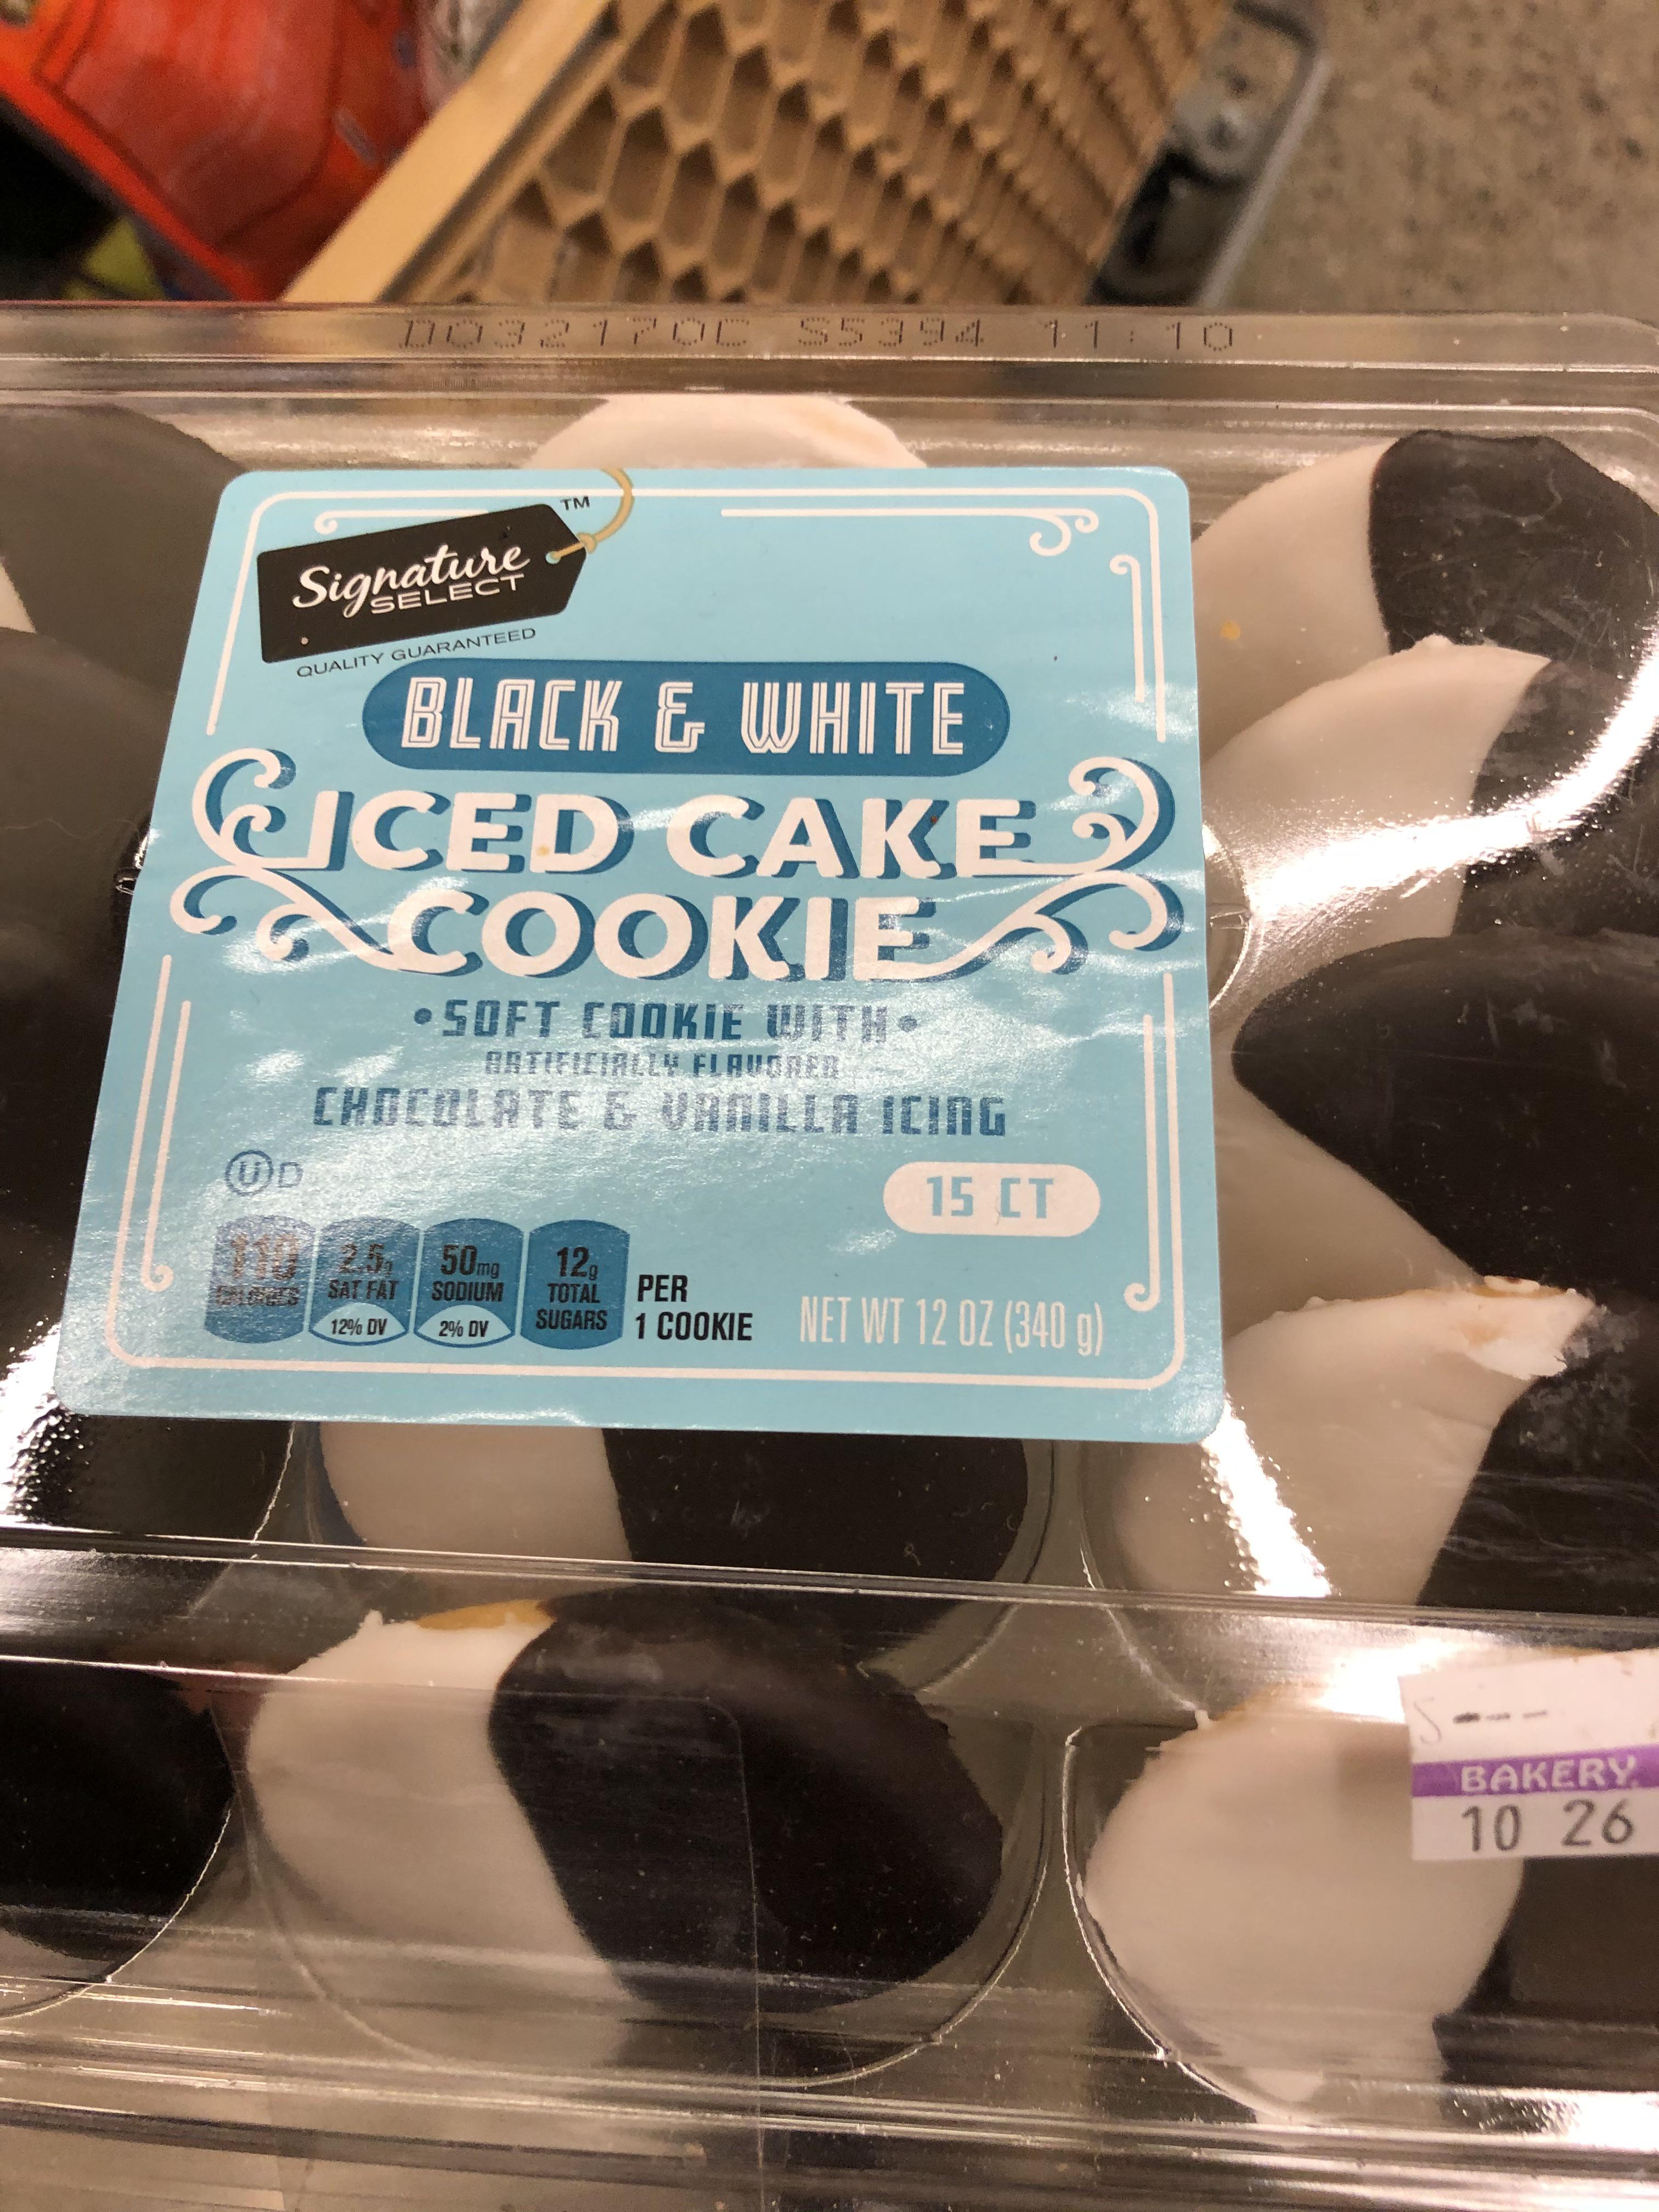 D032170C S5394 11:10
Signature
SELECT
TM
QUALITY GUARANTEED
BLACK & WHITE
ICED CAKE
COOKIE
•SOFT COOKIE WITH•
ARTIFICIALLY FLAVORED
CHOCOLATE & VANILLA ICING
U D
15 CT
110 CALORIES
2.5g SAT FAT 12% DV
50mg SODIUM 2% DV
12g TOTAL SUGARS
PER 1 COOKIE
NET WT 12 OZ (340 g)
BAKERY
10 26